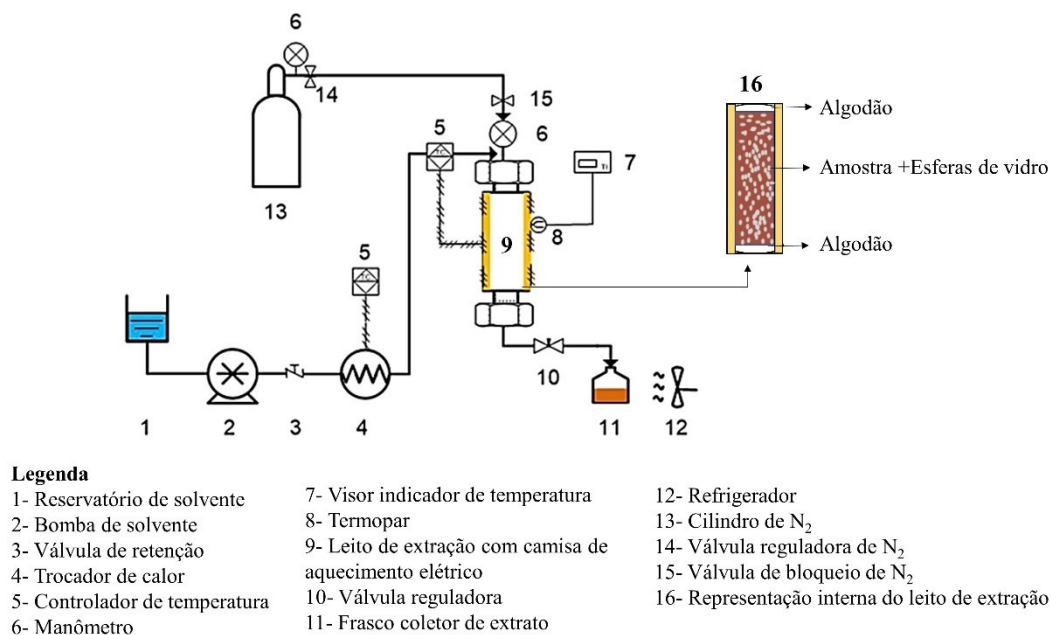 6
14
15
16
Algodão
5
6
7
Amostra +Esferas de vidro
13
9
8
Algodão
5
10
1
2
3
4
11
12
Legenda
1- Reservatório de solvente
2- Bomba de solvente
3- Válvula de retenção
4- Trocador de calor
5- Controlador de temperatura
6- Manômetro
7- Visor indicador de temperatura
8- Termopar
9- Leito de extração com camisa de
aquecimento elétrico
10- Válvula reguladora
11- Frasco coletor de extrato
12- Refrigerador
13- Cilindro de N₂
14- Válvula reguladora de N₂
15- Válvula de bloqueio de N₂
16- Representação interna do leito de extração